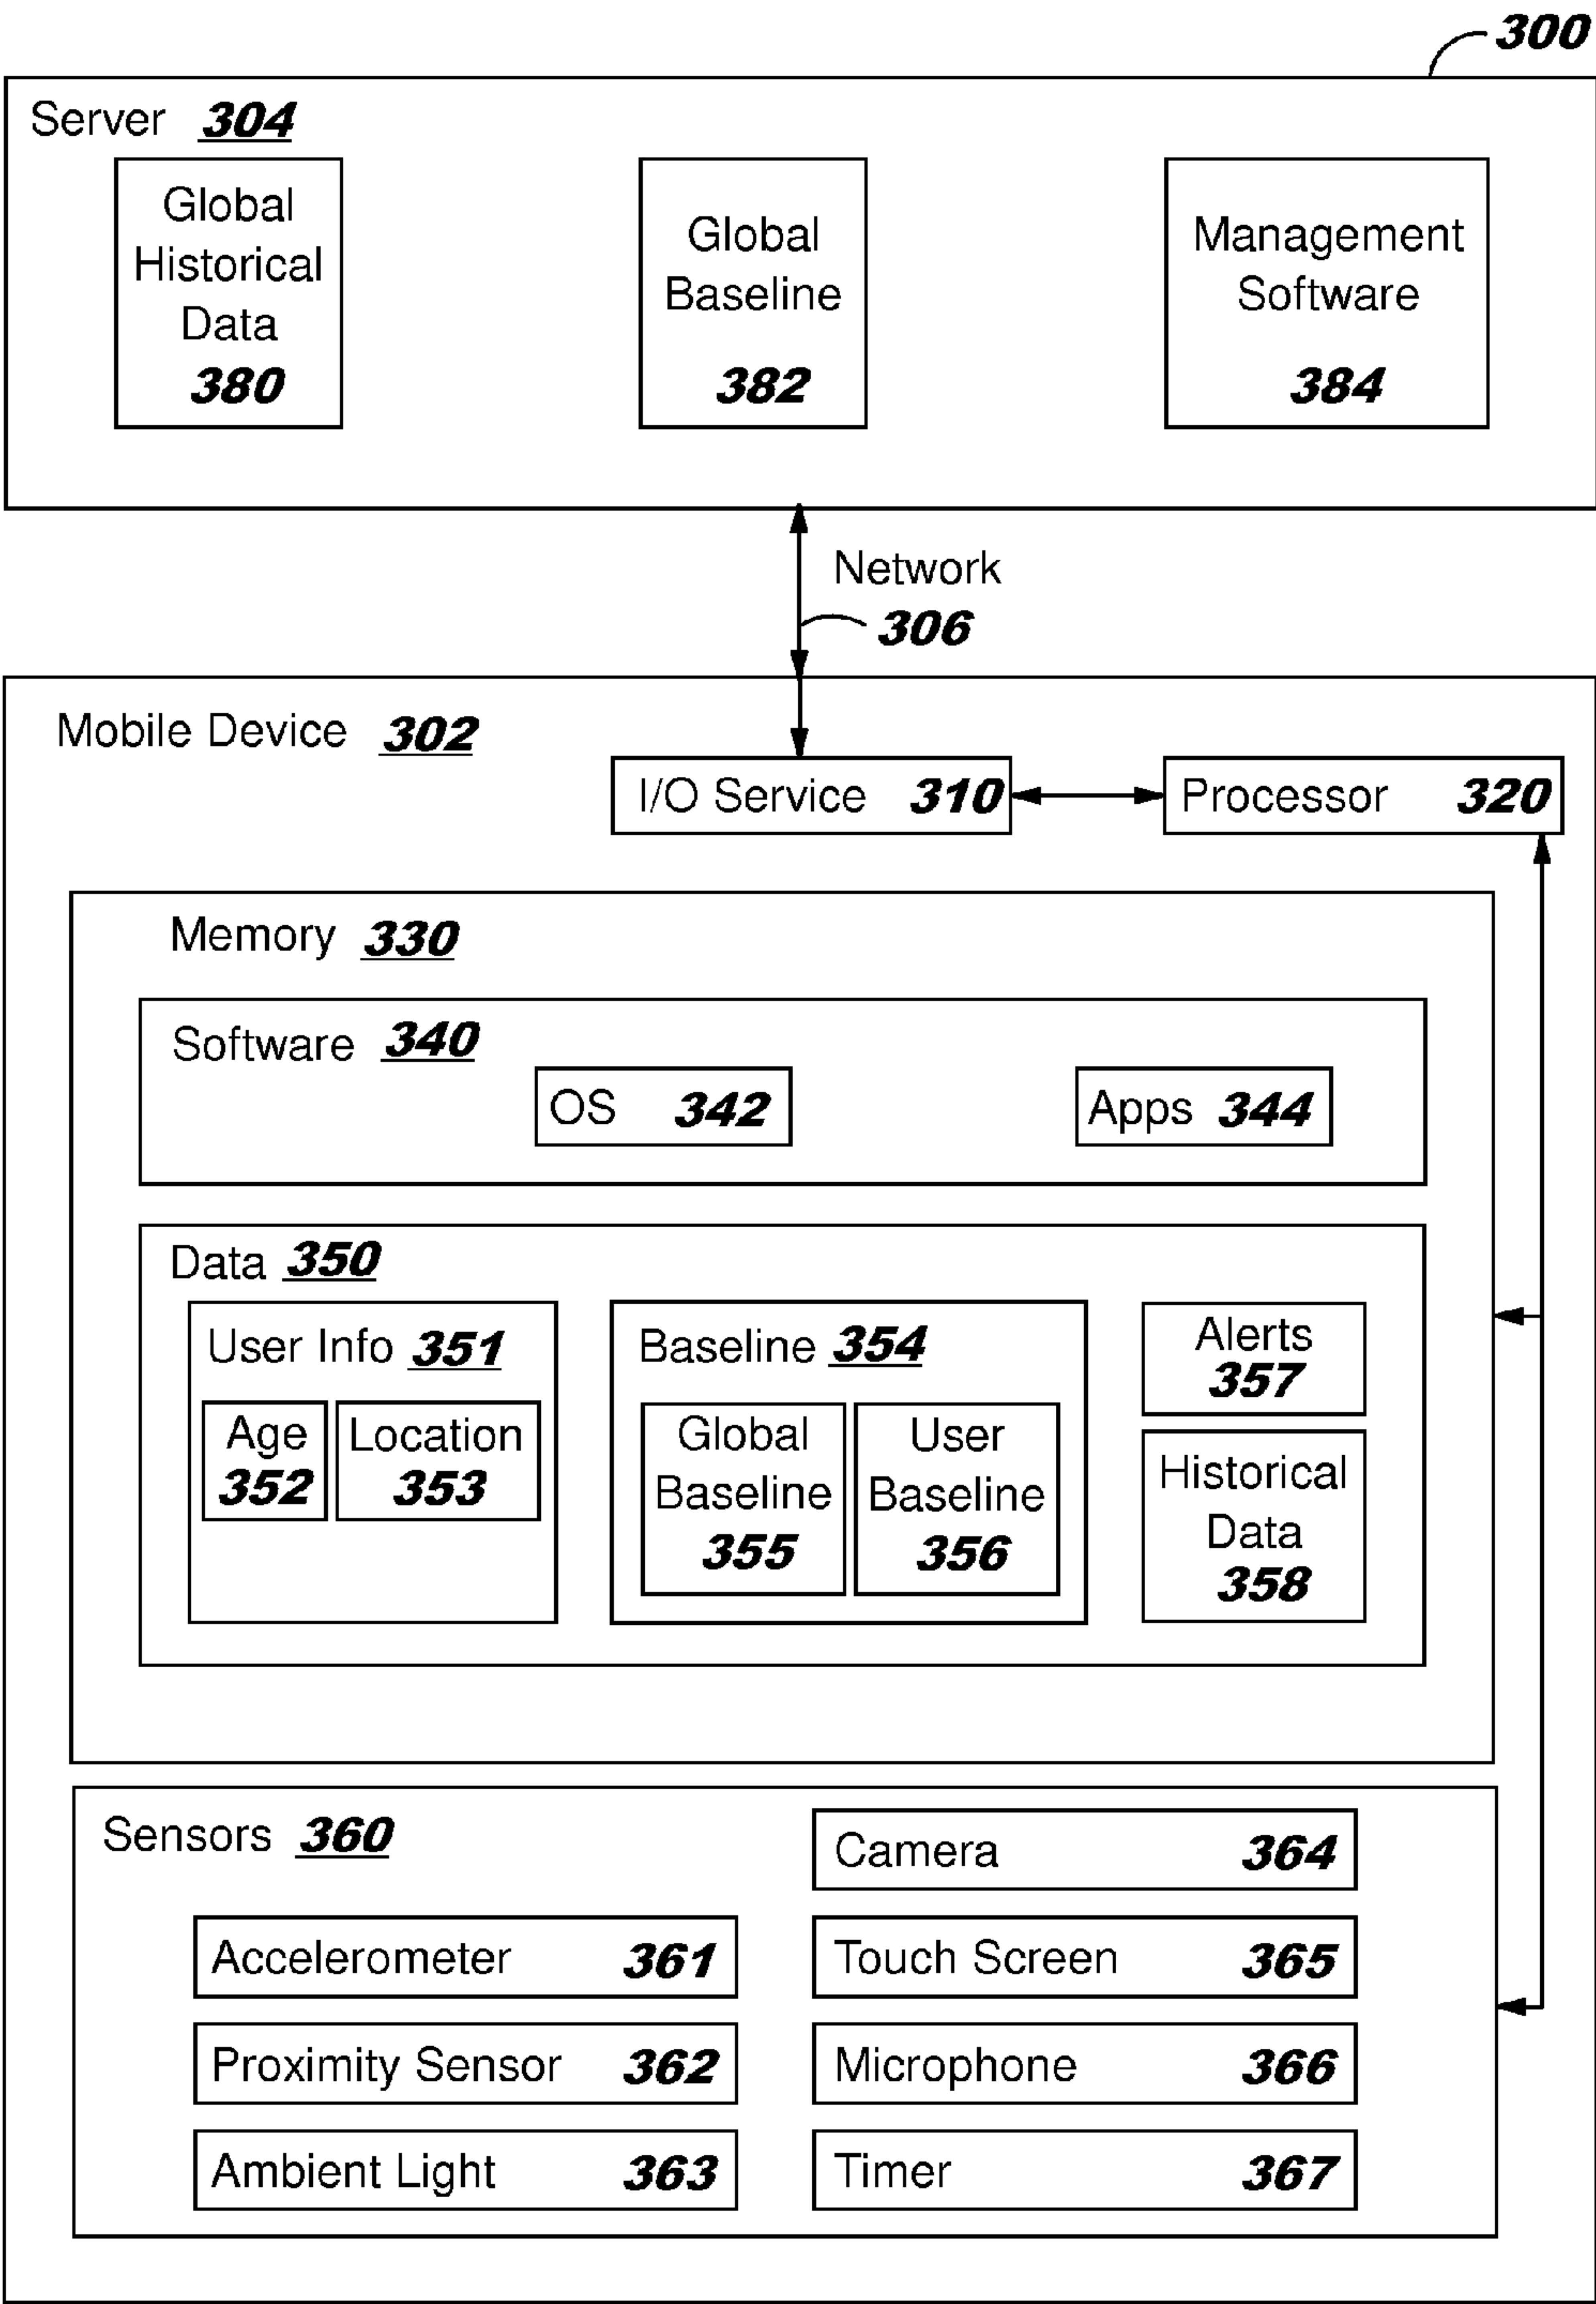 300
Server 304
Global
Historical
Data
380
Global
Baseline
382
Management
Software
384
Network
306
Mobile Device 302
I/O Service 310
Processor 320
Memory 330
Software 340
OS 342
Apps 344
Data 350
User Info 351
Age
352
Location
353
Baseline 354
Global
Baseline
355
User
Baseline
356
Alerts
357
Historical
Data
358
Sensors 360
Accelerometer 361
Proximity Sensor 362
Ambient Light 363
Camera 364
Touch Screen 365
Microphone 366
Timer 367